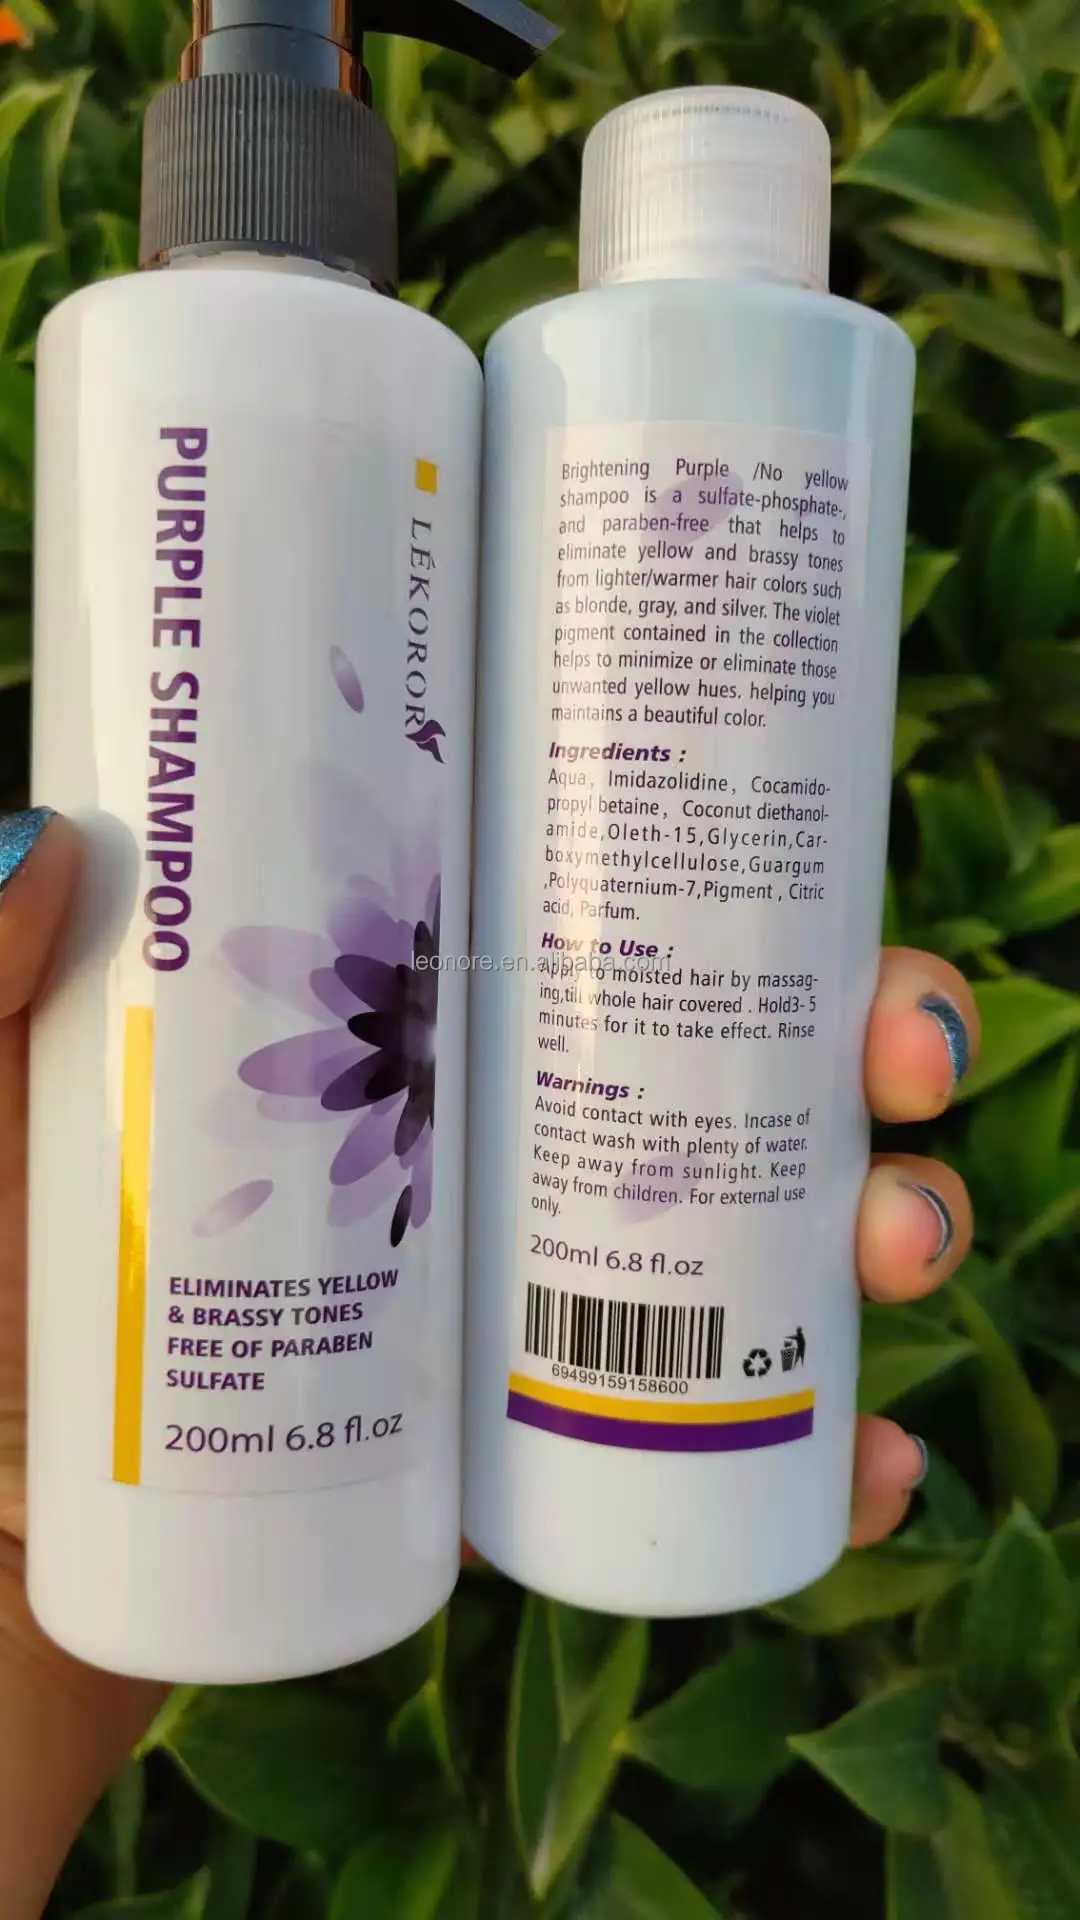 PURPLE SHAMPOO
LÉKORORY
ELIMINATES YELLOW
& BRASSY TONES
FREE OF PARABEN
SULFATE
200ml 6.8 fl.oz
Brightening Purple /No yellow
shampoo is a sulfate-phosphate-,
and paraben-free that helps to
eliminate yellow and brassy tones
from lighter/warmer hair colors such
as blonde, gray, and silver. The violet
pigment contained in the collection
helps to minimize or eliminate those
unwanted yellow hues. helping you
maintains a beautiful color.
Ingredients :
Aqua, Imidazolidine, Cocamido-
propyl betaine, Coconut diethanol-
amide,Oleth-15,Glycerin,Car-
boxymethylcellulose,Guargum
,Polyquaternium-7,Pigment, Citric
acid, Parfum.
How to Use :
Apply to moisted hair by massag-
ing,till whole hair covered . Hold3-5
minutes for it to take effect. Rinse
well.
Warnings :
Avoid contact with eyes. Incase of
contact wash with plenty of water.
Keep away from sunlight. Keep
away from children. For external use
only.
200ml 6.8 fl.oz
69499159158600
leonore.en.alibaba.com